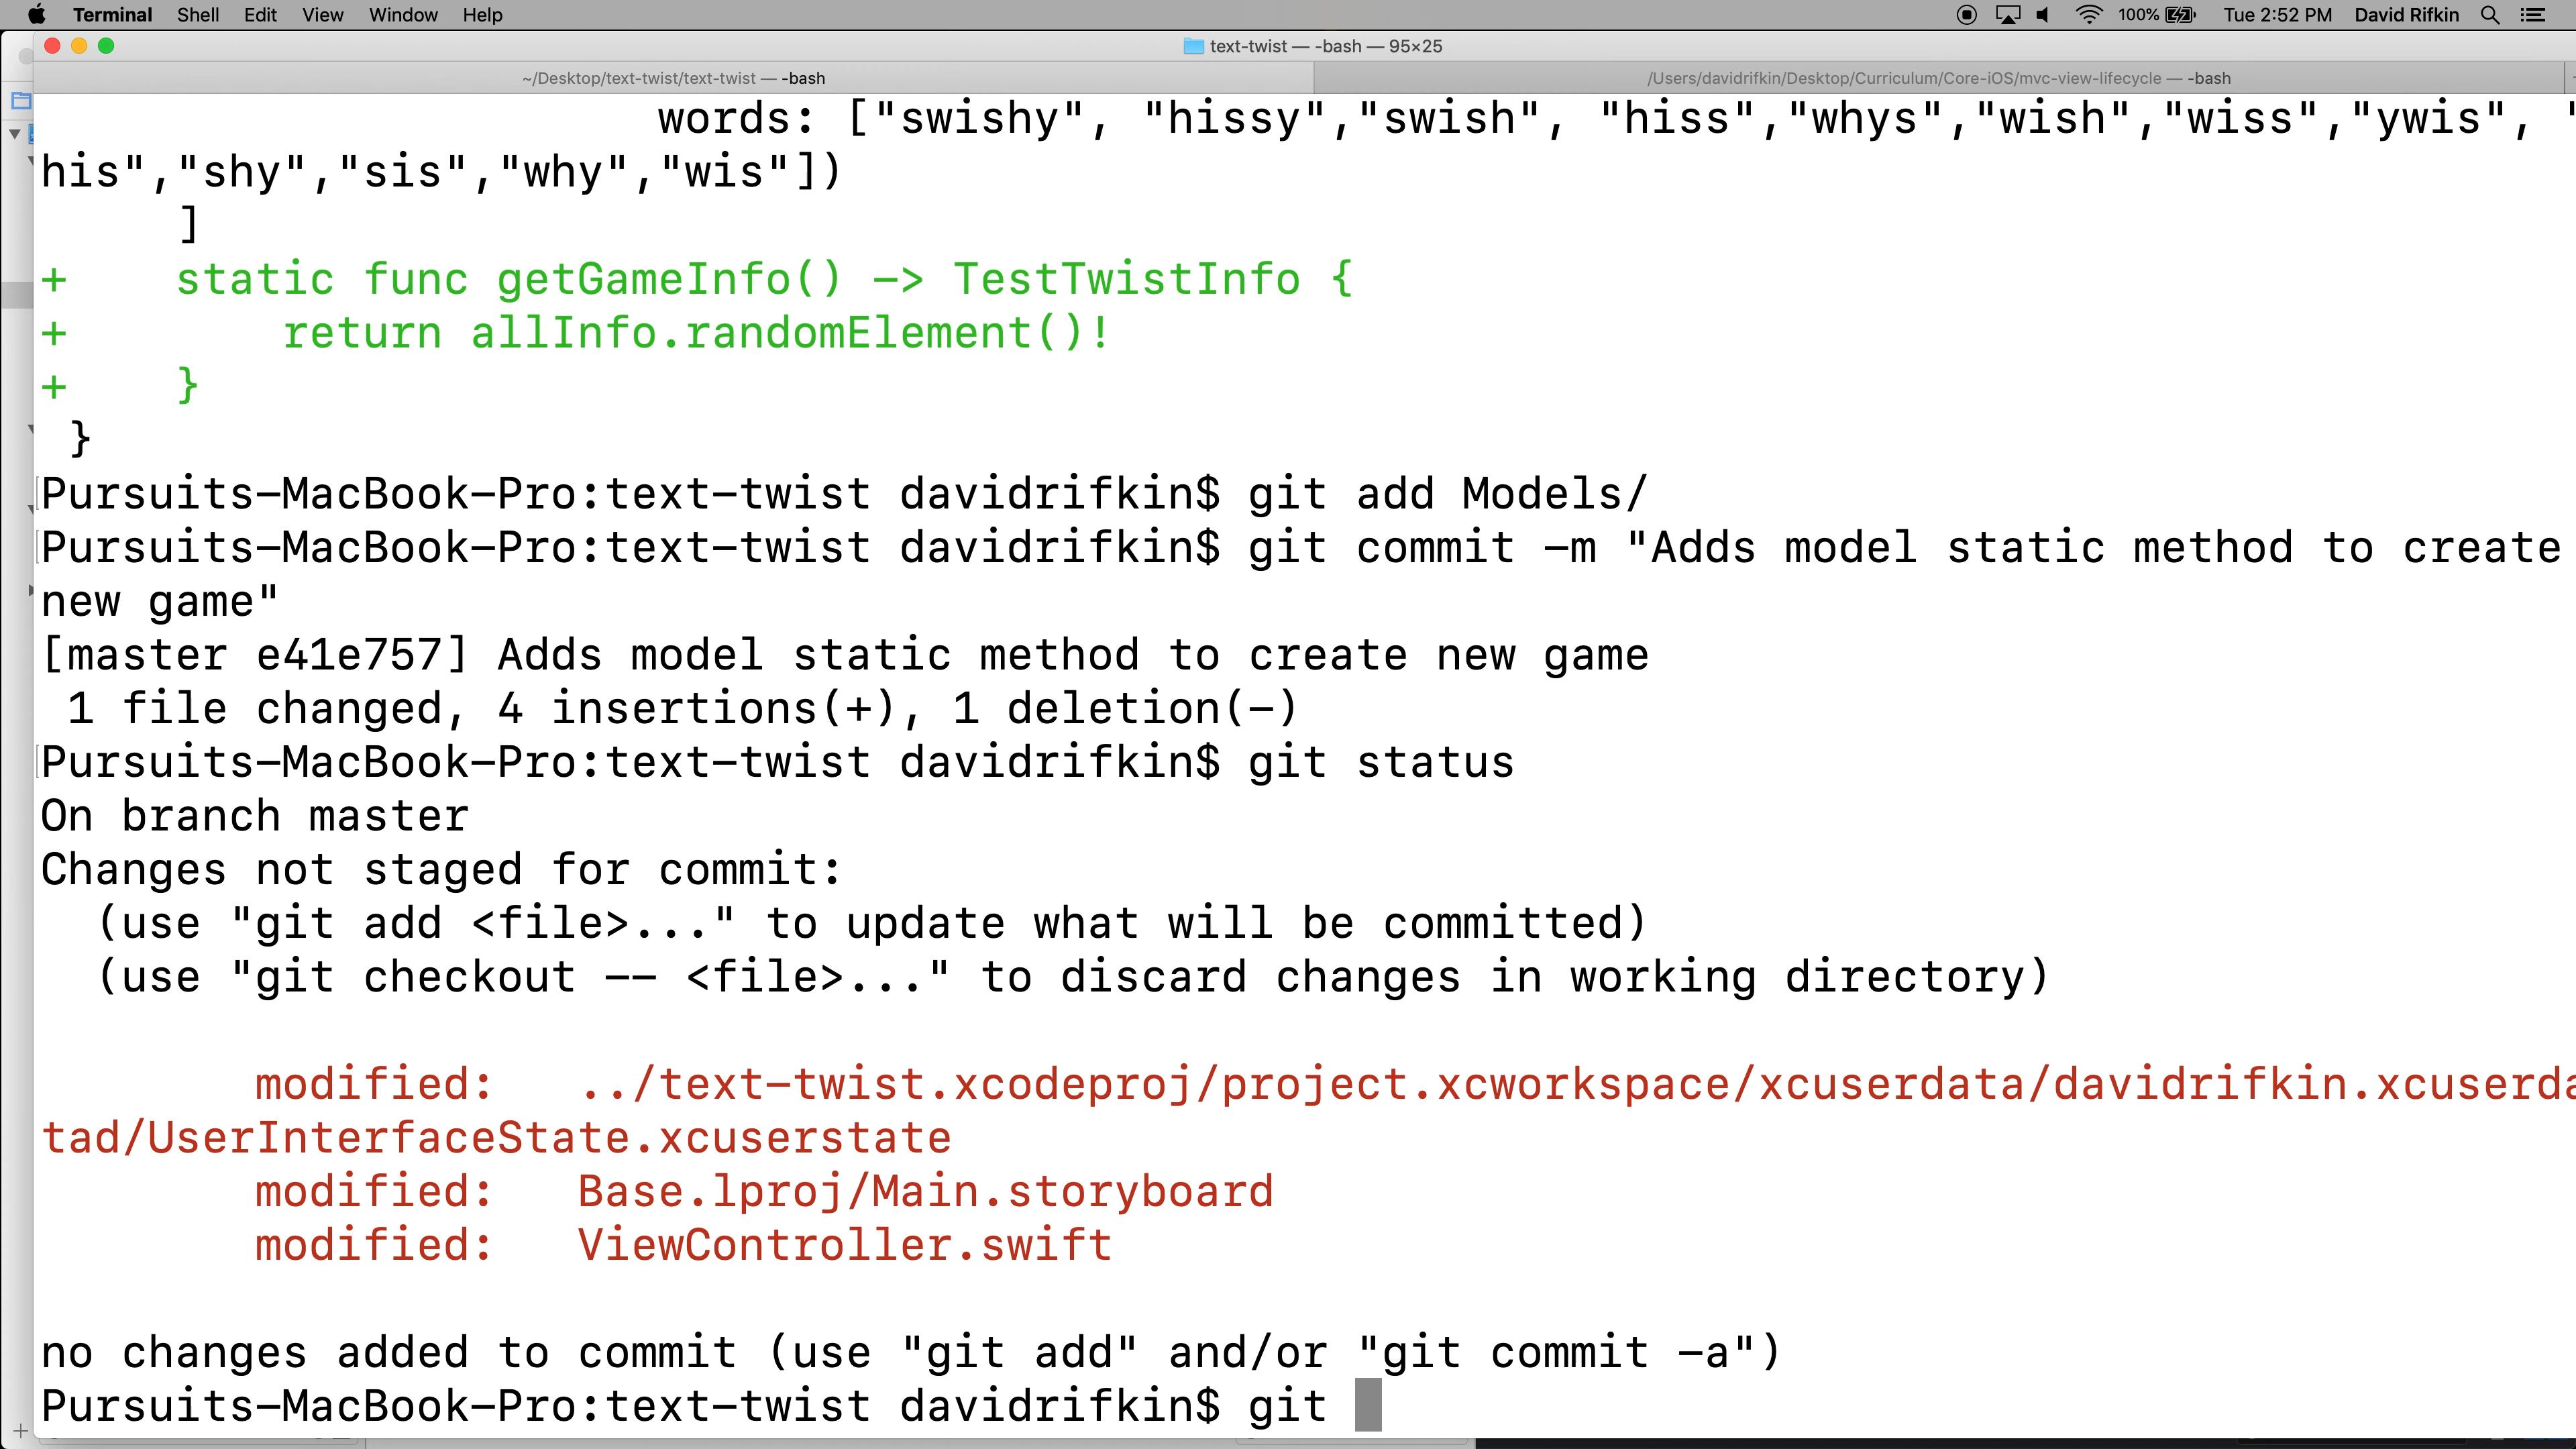 Terminal Shell Edit View Window Help 100% Tue 2:52 PM David Rifkin
text-twist — -bash — 95×25
~/Desktop/text-twist/text-twist — -bash /Users/davidrifkin/Desktop/Curriculum/Core-iOS/mvc-view-lifecycle — -bash
words: ["swishy", "hissy","swish", "hiss","whys","wish","wiss","ywis", "
his","shy","sis","why","wis"])
]
+ static func getGameInfo() -> TestTwistInfo {
+ return allInfo.randomElement()!
+ }
}
Pursuits-MacBook-Pro:text-twist davidrifkin$ git add Models/
Pursuits-MacBook-Pro:text-twist davidrifkin$ git commit -m "Adds model static method to create
new game"
[master e41e757] Adds model static method to create new game
1 file changed, 4 insertions(+), 1 deletion(-)
Pursuits-MacBook-Pro:text-twist davidrifkin$ git status
On branch master
Changes not staged for commit:
(use "git add <file>..." to update what will be committed)
(use "git checkout -- <file>..." to discard changes in working directory)
modified: ../text-twist.xcodeproj/project.xcworkspace/xcuserdata/davidrifkin.xcuserda
tad/UserInterfaceState.xcuserstate
modified: Base.lproj/Main.storyboard
modified: ViewController.swift
no changes added to commit (use "git add" and/or "git commit -a")
Pursuits-MacBook-Pro:text-twist davidrifkin$ git